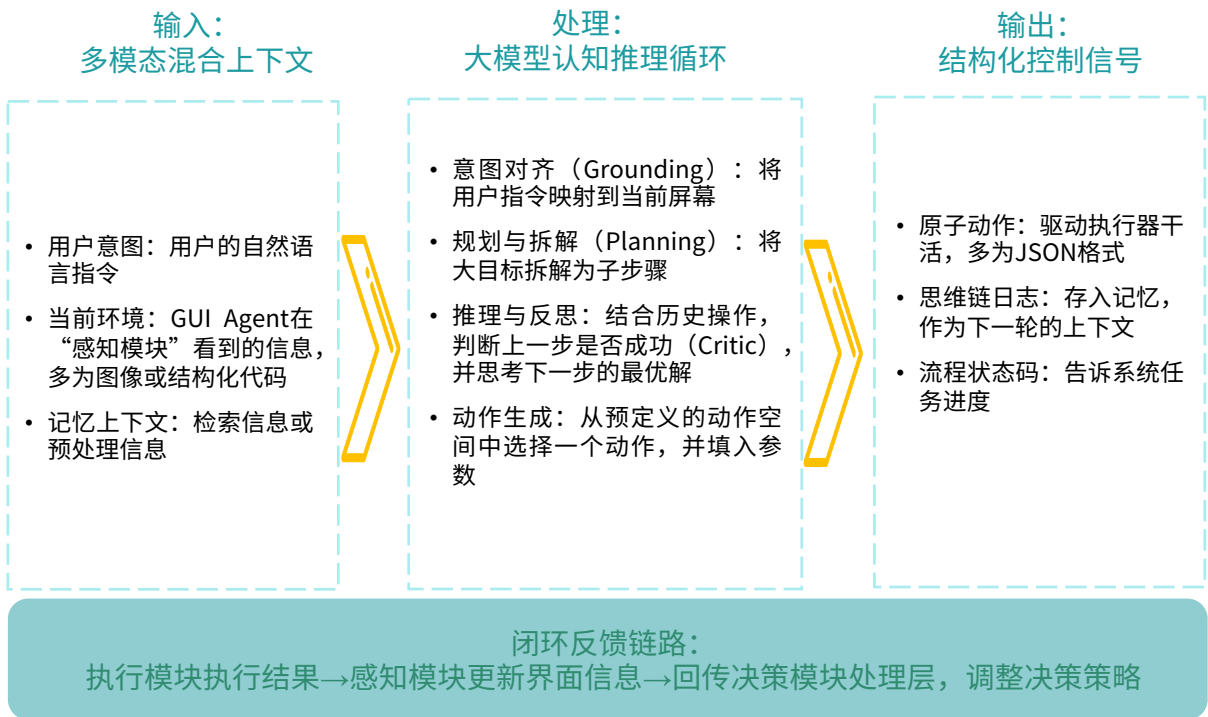 输入：
多模态混合上下文
• 用户意图：用户的自然语
言指令
• 当前环境：GUI Agent在
“感知模块”看到的信息，
多为图像或结构化代码
• 记忆上下文：检索信息或
预处理信息
处理：
大模型认知推理循环
• 意图对齐（Grounding）：将
用户指令映射到当前屏幕
• 规划与拆解（Planning）：将
大目标拆解为子步骤
• 推理与反思：结合历史操作，
判断上一步是否成功（Critic），
并思考下一步的最优解
• 动作生成：从预定义的动作空
间中选择一个动作，并填入参
数
输出：
结构化控制信号
• 原子动作：驱动执行器干
活，多为JSON格式
• 思维链日志：存入记忆，
作为下一轮的上下文
• 流程状态码：告诉系统任
务进度
闭环反馈链路：
执行模块执行结果→感知模块更新界面信息→回传决策模块处理层，调整决策策略